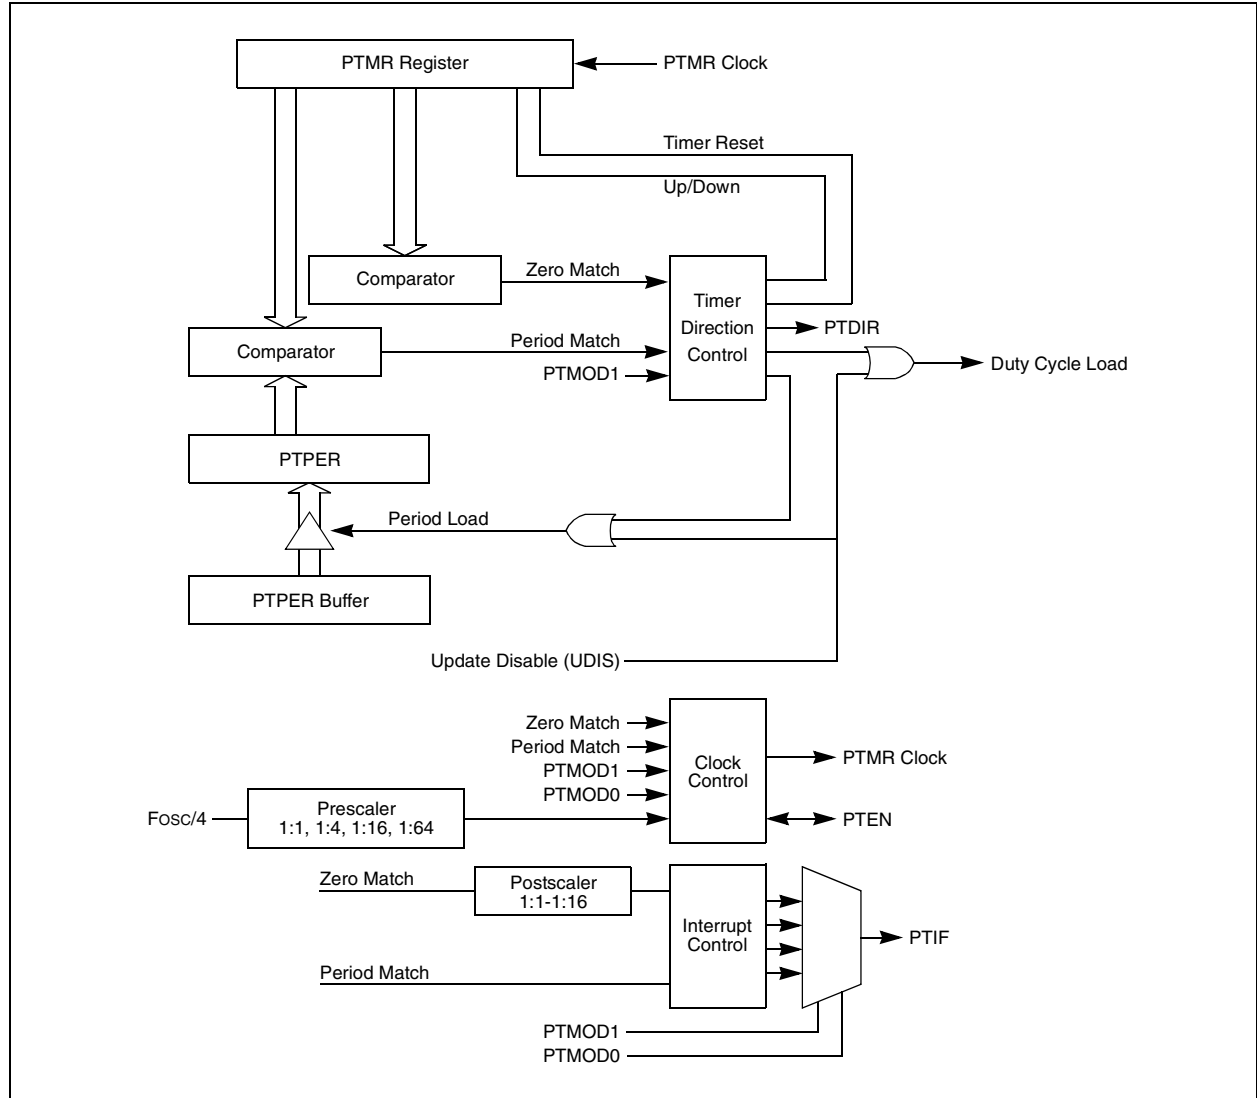 PTMR Register
PTMR Clock
Timer Reset
Up/Down
Comparator
Zero Match
Timer
Direction
Control
PTDIR
Comparator
Period Match
PTMOD1
Duty Cycle Load
PTPER
Period Load
PTPER Buffer
Update Disable (UDIS)
Zero Match
Period Match
PTMOD1
PTMOD0
Clock
Control
PTMR Clock
PTEN
FOSC/4
Prescaler
1:1, 1:4, 1:16, 1:64
Zero Match
Postscaler
1:1-1:16
Interrupt
Control
PTIF
Period Match
PTMOD1
PTMOD0